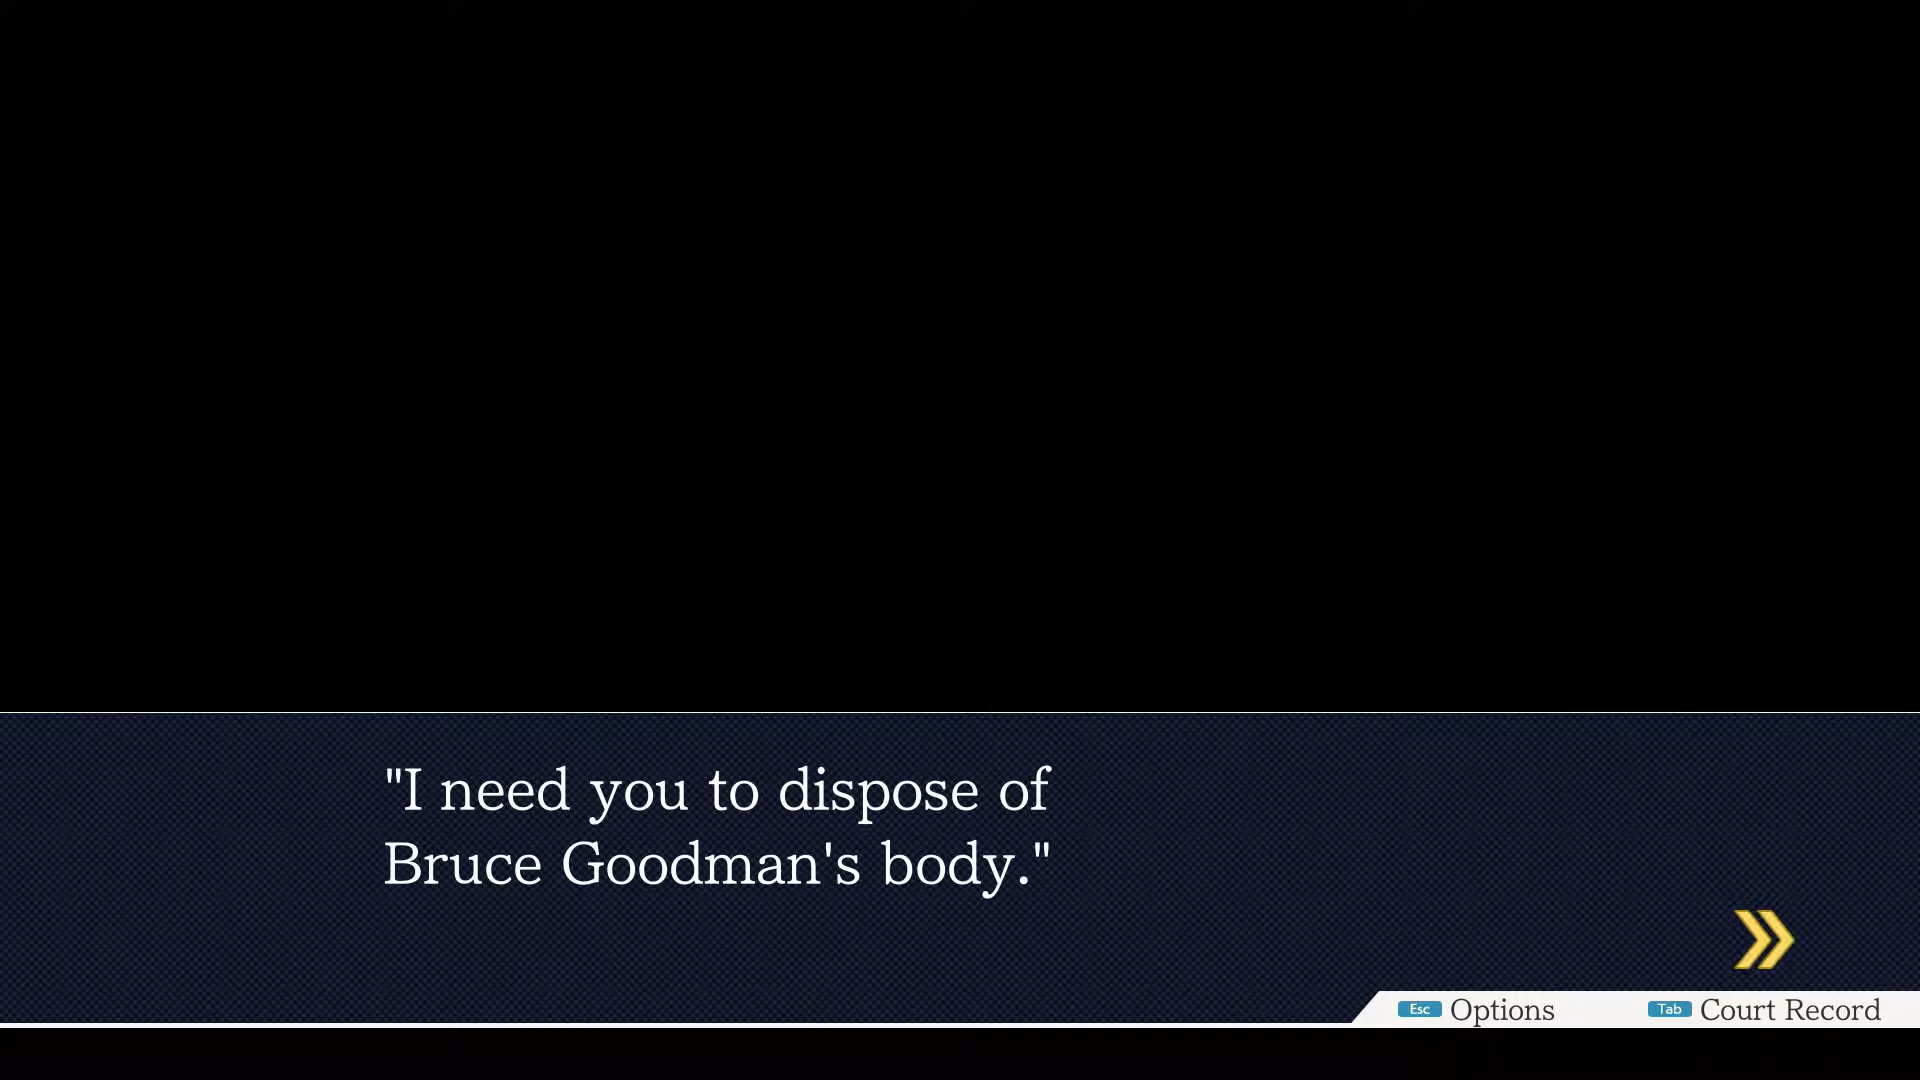 "I need you to dispose of
Bruce Goodman's body."
Esc Options Tab Court Record